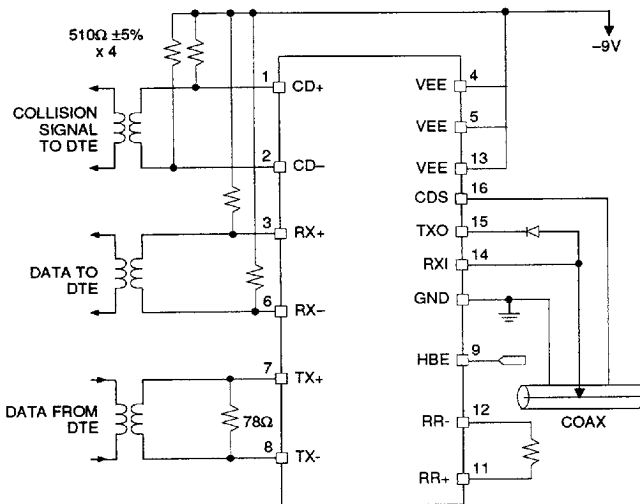 510Ω ±5%
x 4
–9V
1
CD+
VEE
4
COLLISION
SIGNAL
TO DTE
VEE
5
2
CD–
VEE
13
CDS
16
3
RX+
TXO
15
RXI
14
DATA TO
DTE
6
RX–
GND
HBE
9
7
TX+
DATA FROM
DTE
78Ω
8
TX-
COAX
RR-
12
RR+
11